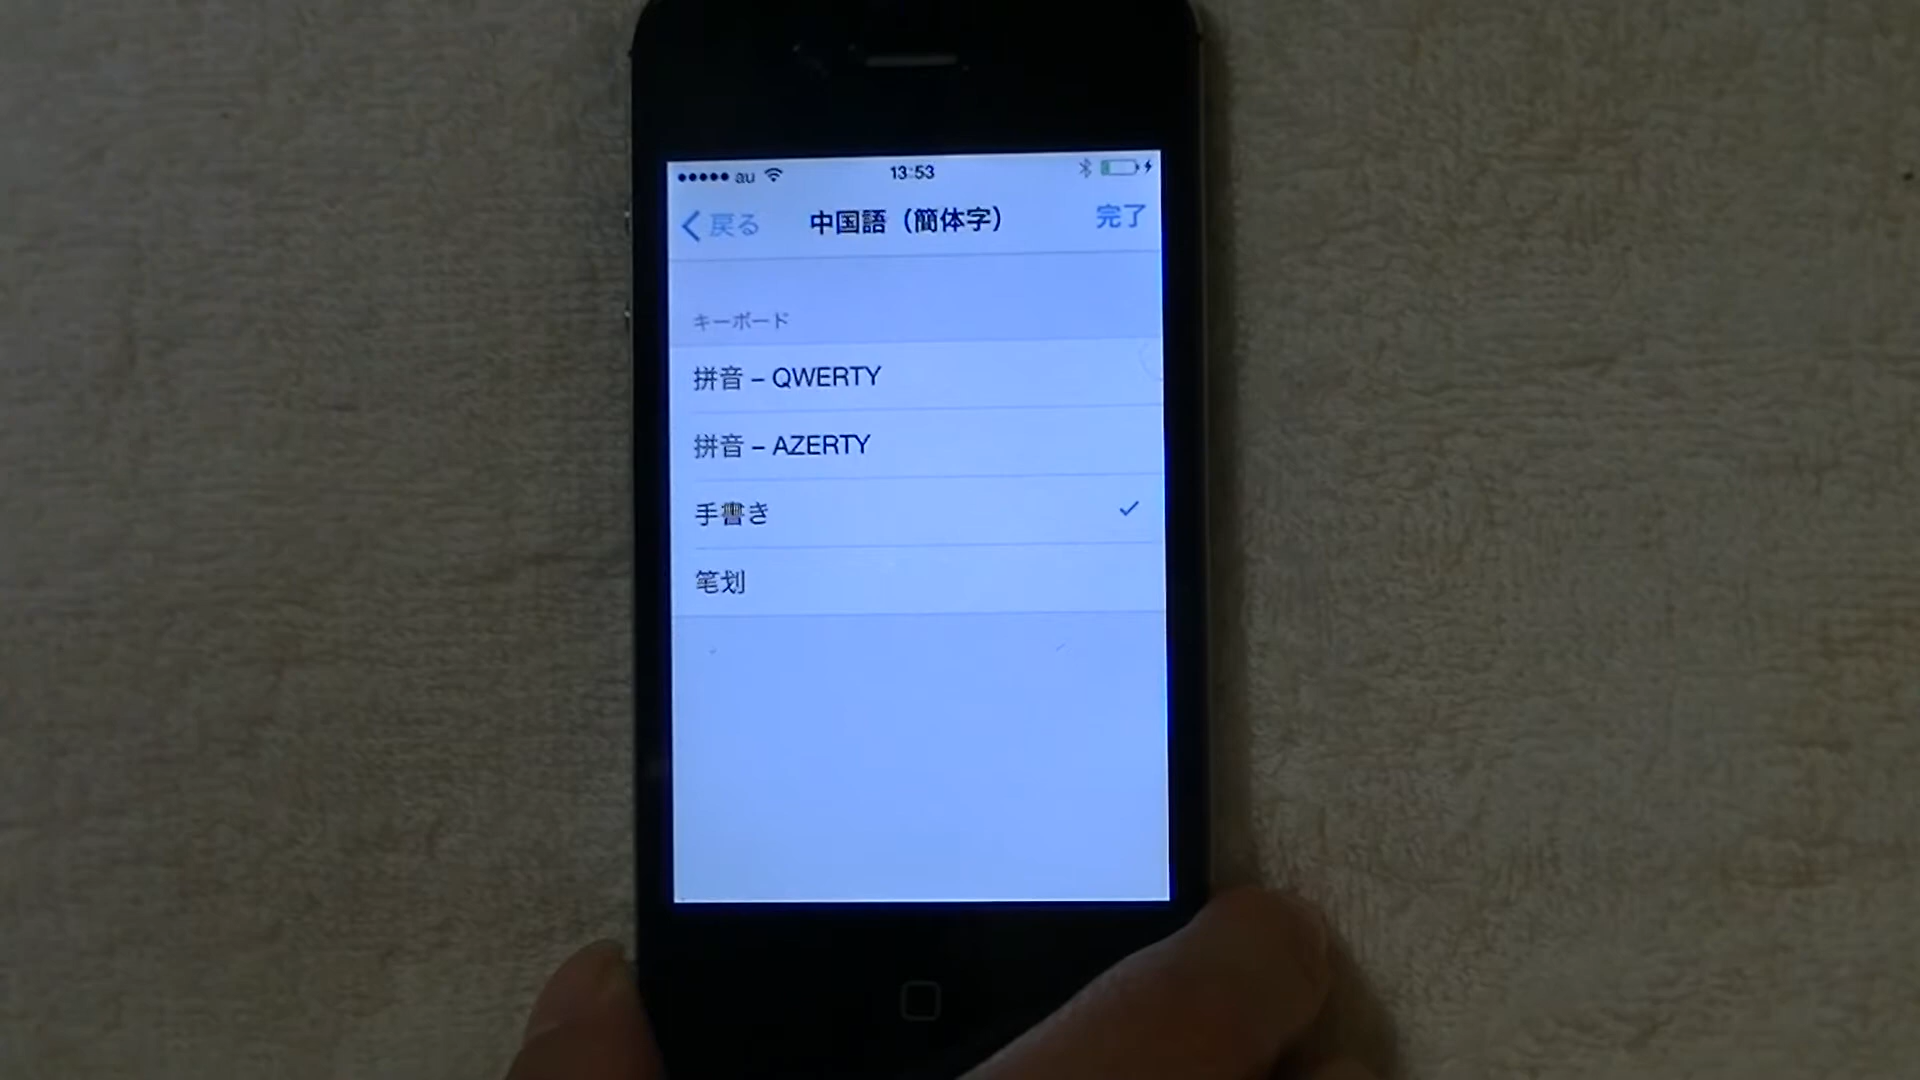 ●●●●● au 13:53
戻る 中国語（簡体字） 完了
キーボード
拼音 – QWERTY
拼音 – AZERTY
手書き
笔划